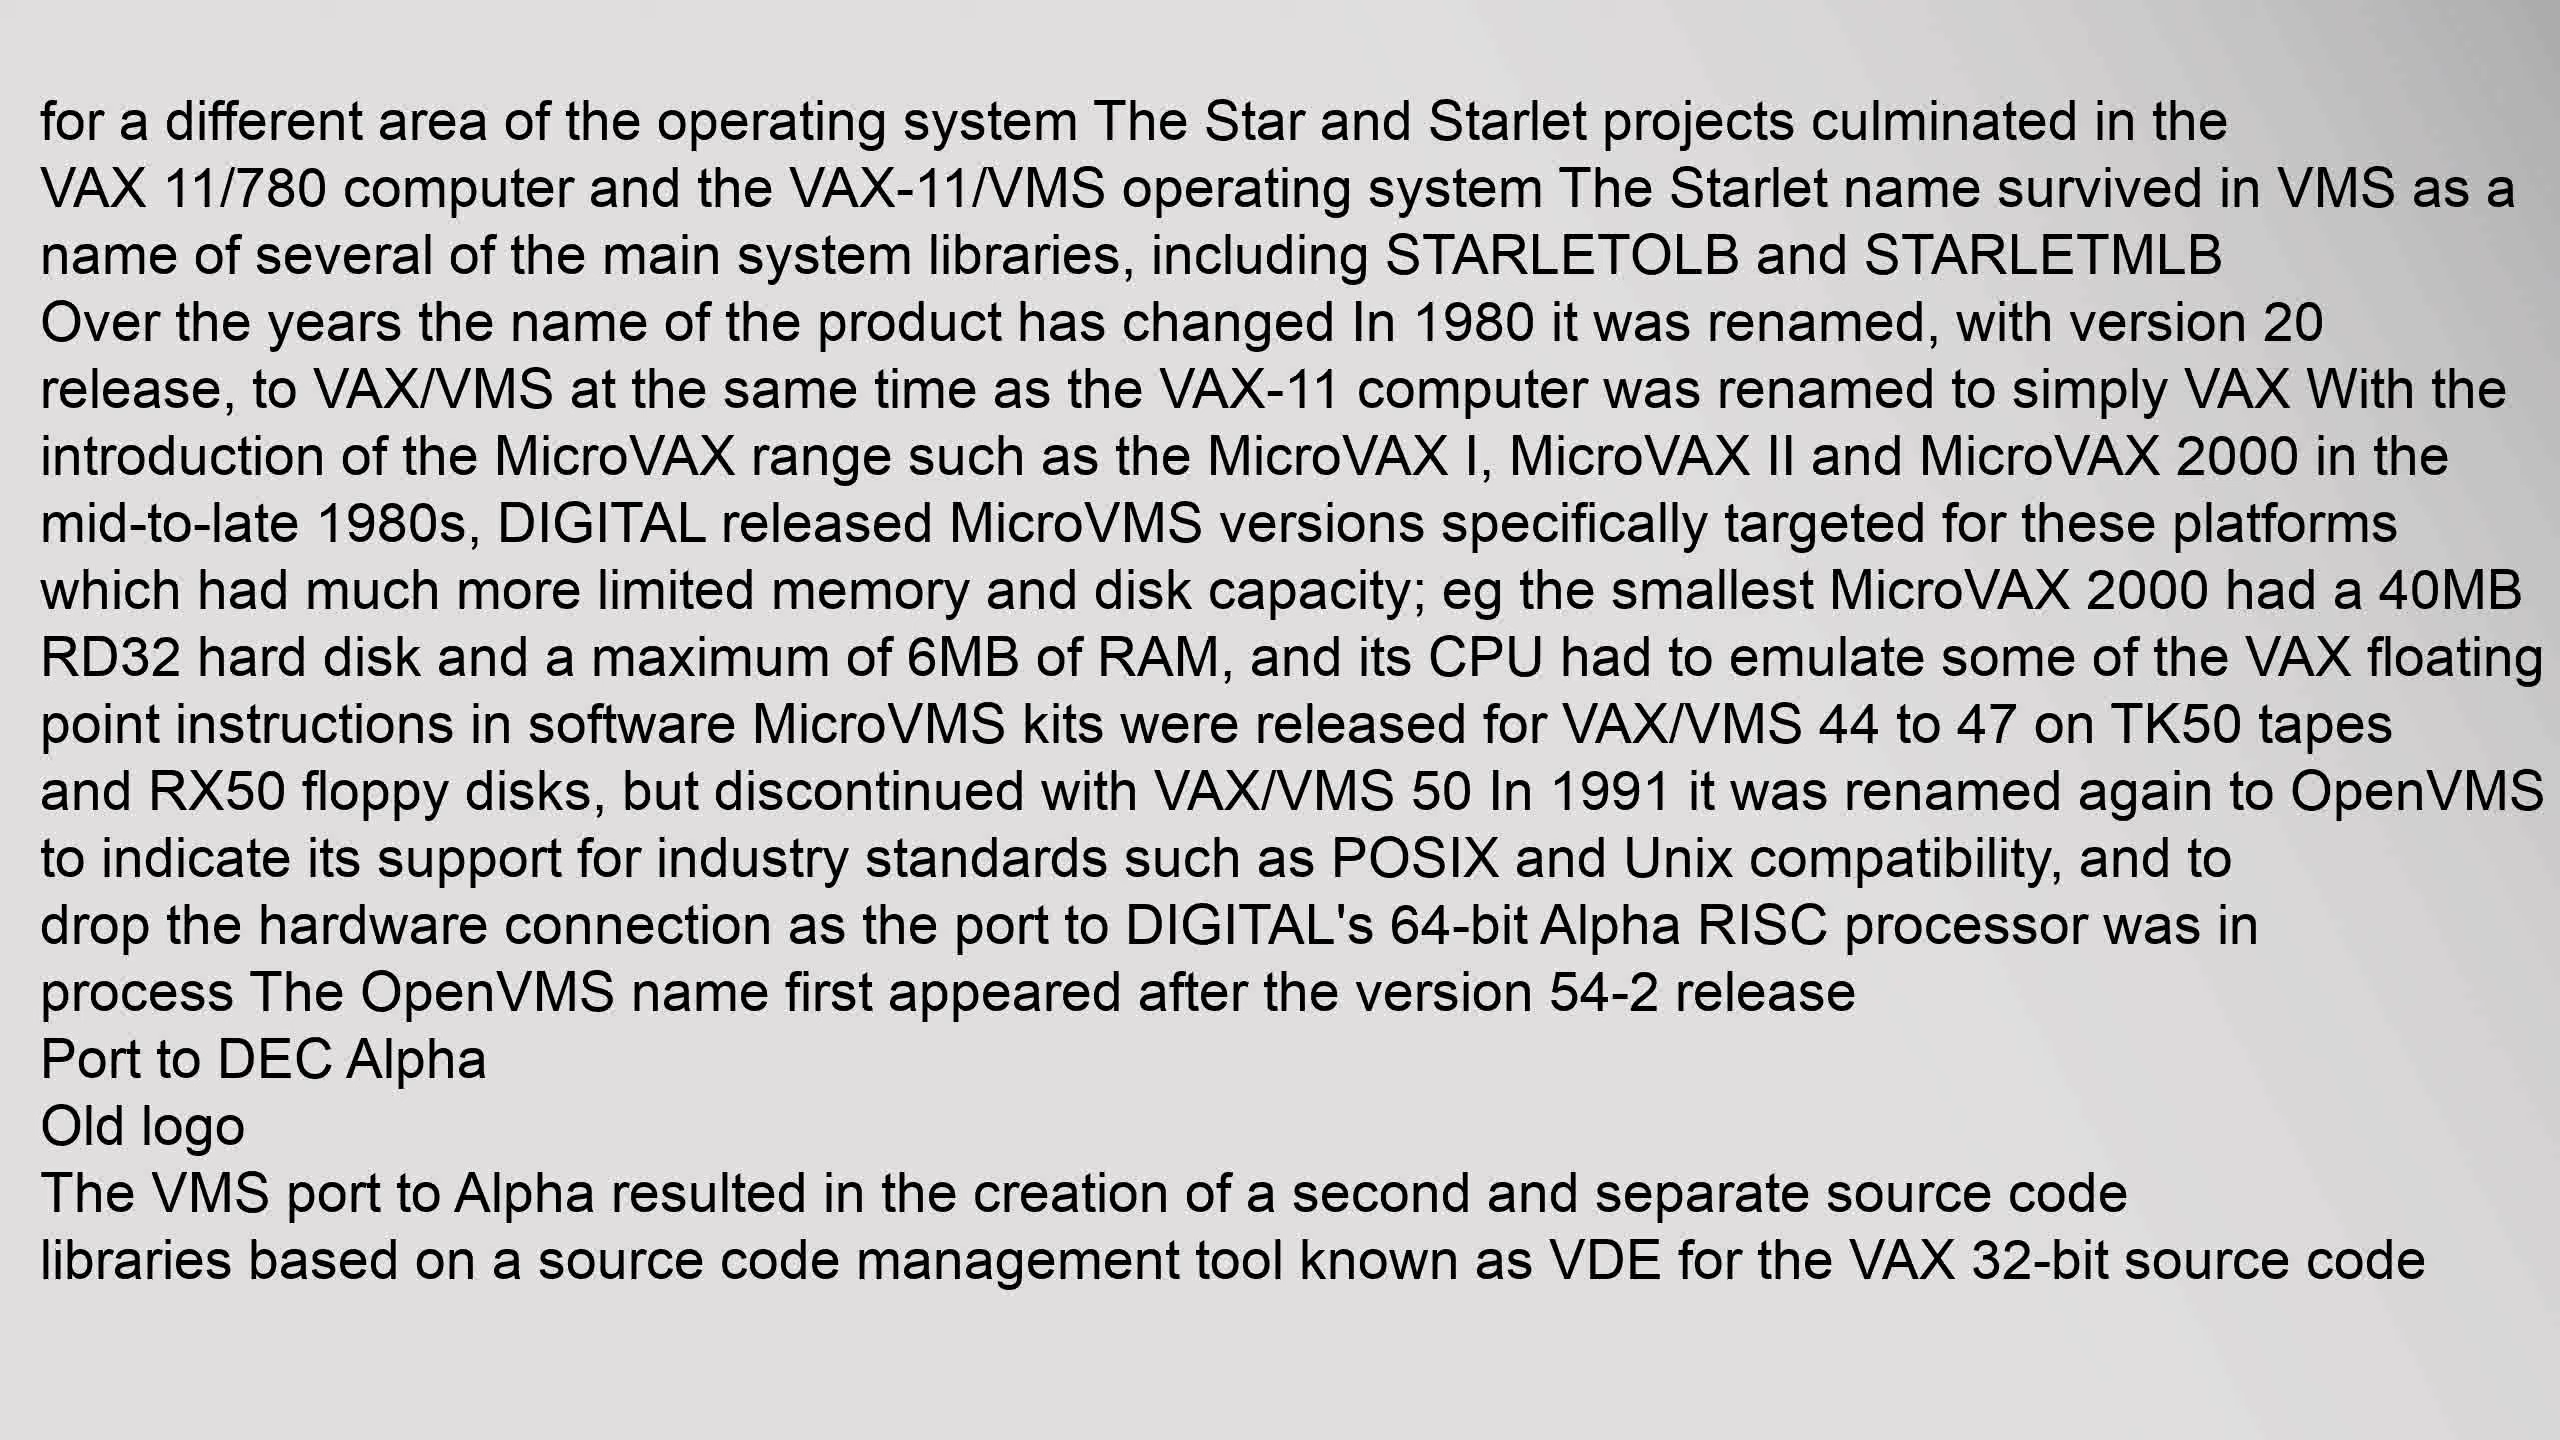 for a different area of the operating system The Star and Starlet projects culminated in the
VAX 11/780 computer and the VAX-11/VMS operating system The Starlet name survived in VMS as a
name of several of the main system libraries, including STARLETOLB and STARLETMLB
Over the years the name of the product has changed In 1980 it was renamed, with version 20
release, to VAX/VMS at the same time as the VAX-11 computer was renamed to simply VAX With the
introduction of the MicroVAX range such as the MicroVAX I, MicroVAX II and MicroVAX 2000 in the
mid-to-late 1980s, DIGITAL released MicroVMS versions specifically targeted for these platforms
which had much more limited memory and disk capacity; eg the smallest MicroVAX 2000 had a 40MB
RD32 hard disk and a maximum of 6MB of RAM, and its CPU had to emulate some of the VAX floating
point instructions in software MicroVMS kits were released for VAX/VMS 44 to 47 on TK50 tapes
and RX50 floppy disks, but discontinued with VAX/VMS 50 In 1991 it was renamed again to OpenVMS
to indicate its support for industry standards such as POSIX and Unix compatibility, and to
drop the hardware connection as the port to DIGITAL's 64-bit Alpha RISC processor was in
process The OpenVMS name first appeared after the version 54-2 release
Port to DEC Alpha
Old logo
The VMS port to Alpha resulted in the creation of a second and separate source code
libraries based on a source code management tool known as VDE for the VAX 32-bit source code